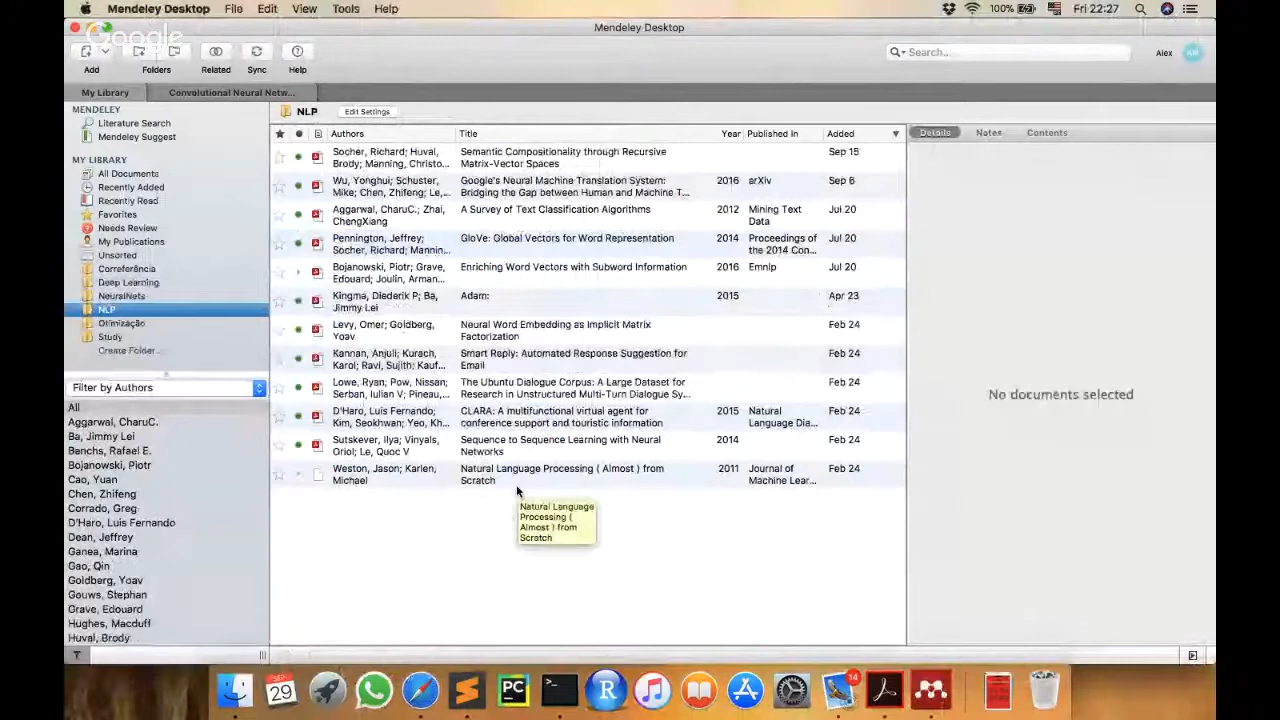 Mendeley Desktop File Edit View Tools Help 100% Fri 22:27
Mendeley Desktop
Google
Search... Alex
Add Folders Related Sync Help
My Library Convolutional Neural Netw...
MENDELEY
Literature Search
Mendeley Suggest
MY LIBRARY
All Documents
Recently Added
Recently Read
Favorites
Needs Review
My Publications
Unsorted
Correferência
Deep Learning
NeuralNets
NLP
Otimização
Study
Create Folder...
Filter by Authors
All
Aggarwal, CharuC.
Ba, Jimmy Lei
Benchs, Rafael E.
Bojanowski, Piotr
Cao, Yuan
Chen, Zhifeng
Corrado, Greg
D'Haro, Luis Fernando
Dean, Jeffrey
Ganea, Marina
Gao, Qin
Goldberg, Yoav
Gouws, Stephan
Grave, Edouard
Hughes, Macduff
Huval, Brody
NLP Edit Settings
Authors Title Year Published In Added
Socher, Richard; Huval, Semantic Compositionality through Recursive Sep 15
Brody; Manning, Christo... Matrix-Vector Spaces
Wu, Yonghui; Schuster, Google's Neural Machine Translation System: 2016 arXiv Sep 6
Mike; Chen, Zhifeng; Le,... Bridging the Gap between Human and Machine T...
Aggarwal, CharuC.; Zhai, A Survey of Text Classification Algorithms 2012 Mining Text Jul 20
ChengXiang Data
Pennington, Jeffrey; GloVe: Global Vectors for Word Representation 2014 Proceedings of Jul 20
Socher, Richard; Mannin... the 2014 Con...
Bojanowski, Piotr; Grave, Enriching Word Vectors with Subword Information 2016 Emnlp Jul 20
Edouard; Joulin, Arman...
Kingma, Diederik P; Ba, Adam: 2015 Apr 23
Jimmy Lei
Levy, Omer; Goldberg, Neural Word Embedding as Implicit Matrix Feb 24
Yoav Factorization
Kannan, Anjuli; Kurach, Smart Reply: Automated Response Suggestion for Feb 24
Karol; Ravi, Sujith; Kauf... Email
Lowe, Ryan; Pow, Nissan; The Ubuntu Dialogue Corpus: A Large Dataset for Feb 24
Serban, Iulian V; Pineau,... Research in Unstructured Multi-Turn Dialogue Sy...
D'Haro, Luis Fernando; CLARA: A multifunctional virtual agent for 2015 Natural Feb 24
Kim, Seokhwan; Yeo, Kh... conference support and touristic information Language Dia...
Sutskever, Ilya; Vinyals, Sequence to Sequence Learning with Neural 2014 Feb 24
Oriol; Le, Quoc V Networks
Weston, Jason; Karlen, Natural Language Processing ( Almost ) from 2011 Journal of Feb 24
Michael Scratch Machine Lear...
Natural Language
Processing (
Almost ) from
Scratch
Details Notes Contents
No documents selected
SEP
29
PC
R
14